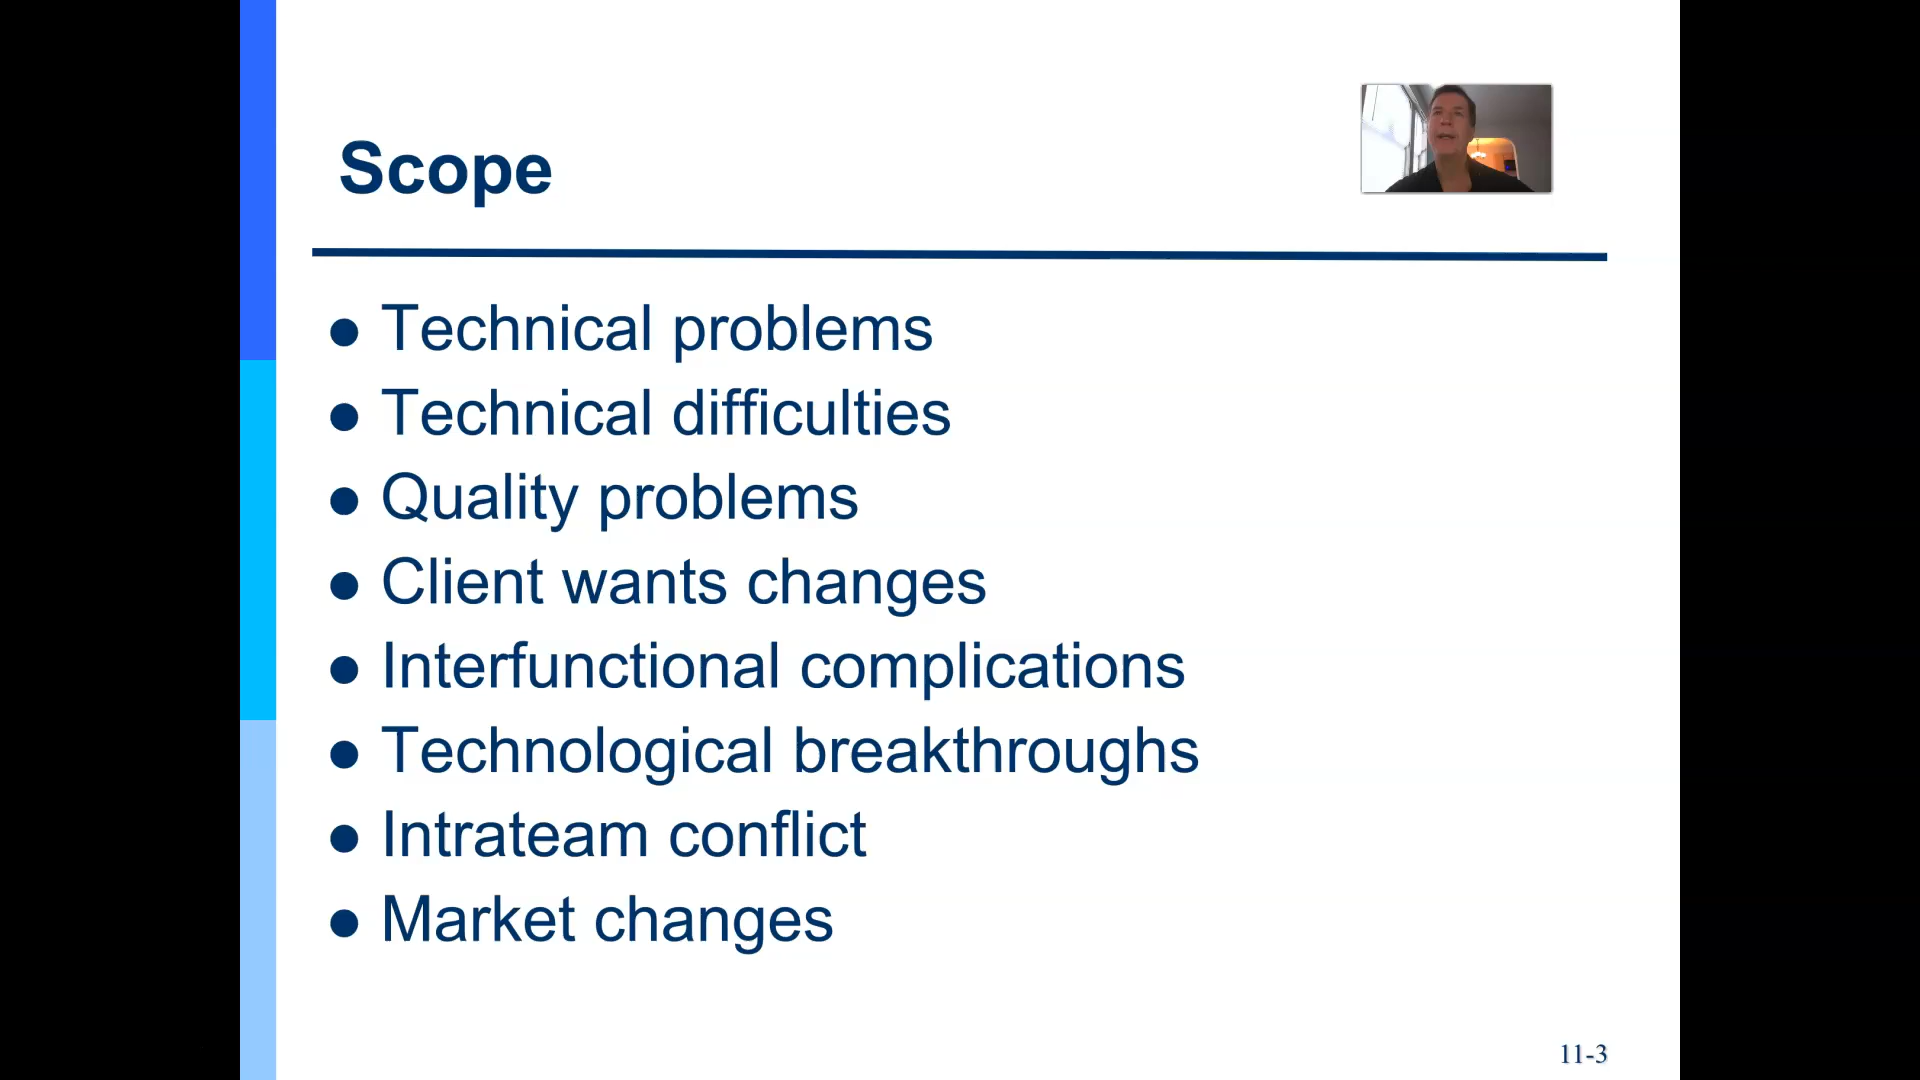 Scope
● Technical problems
● Technical difficulties
● Quality problems
● Client wants changes
● Interfunctional complications
● Technological breakthroughs
● Intrateam conflict
● Market changes
11-3